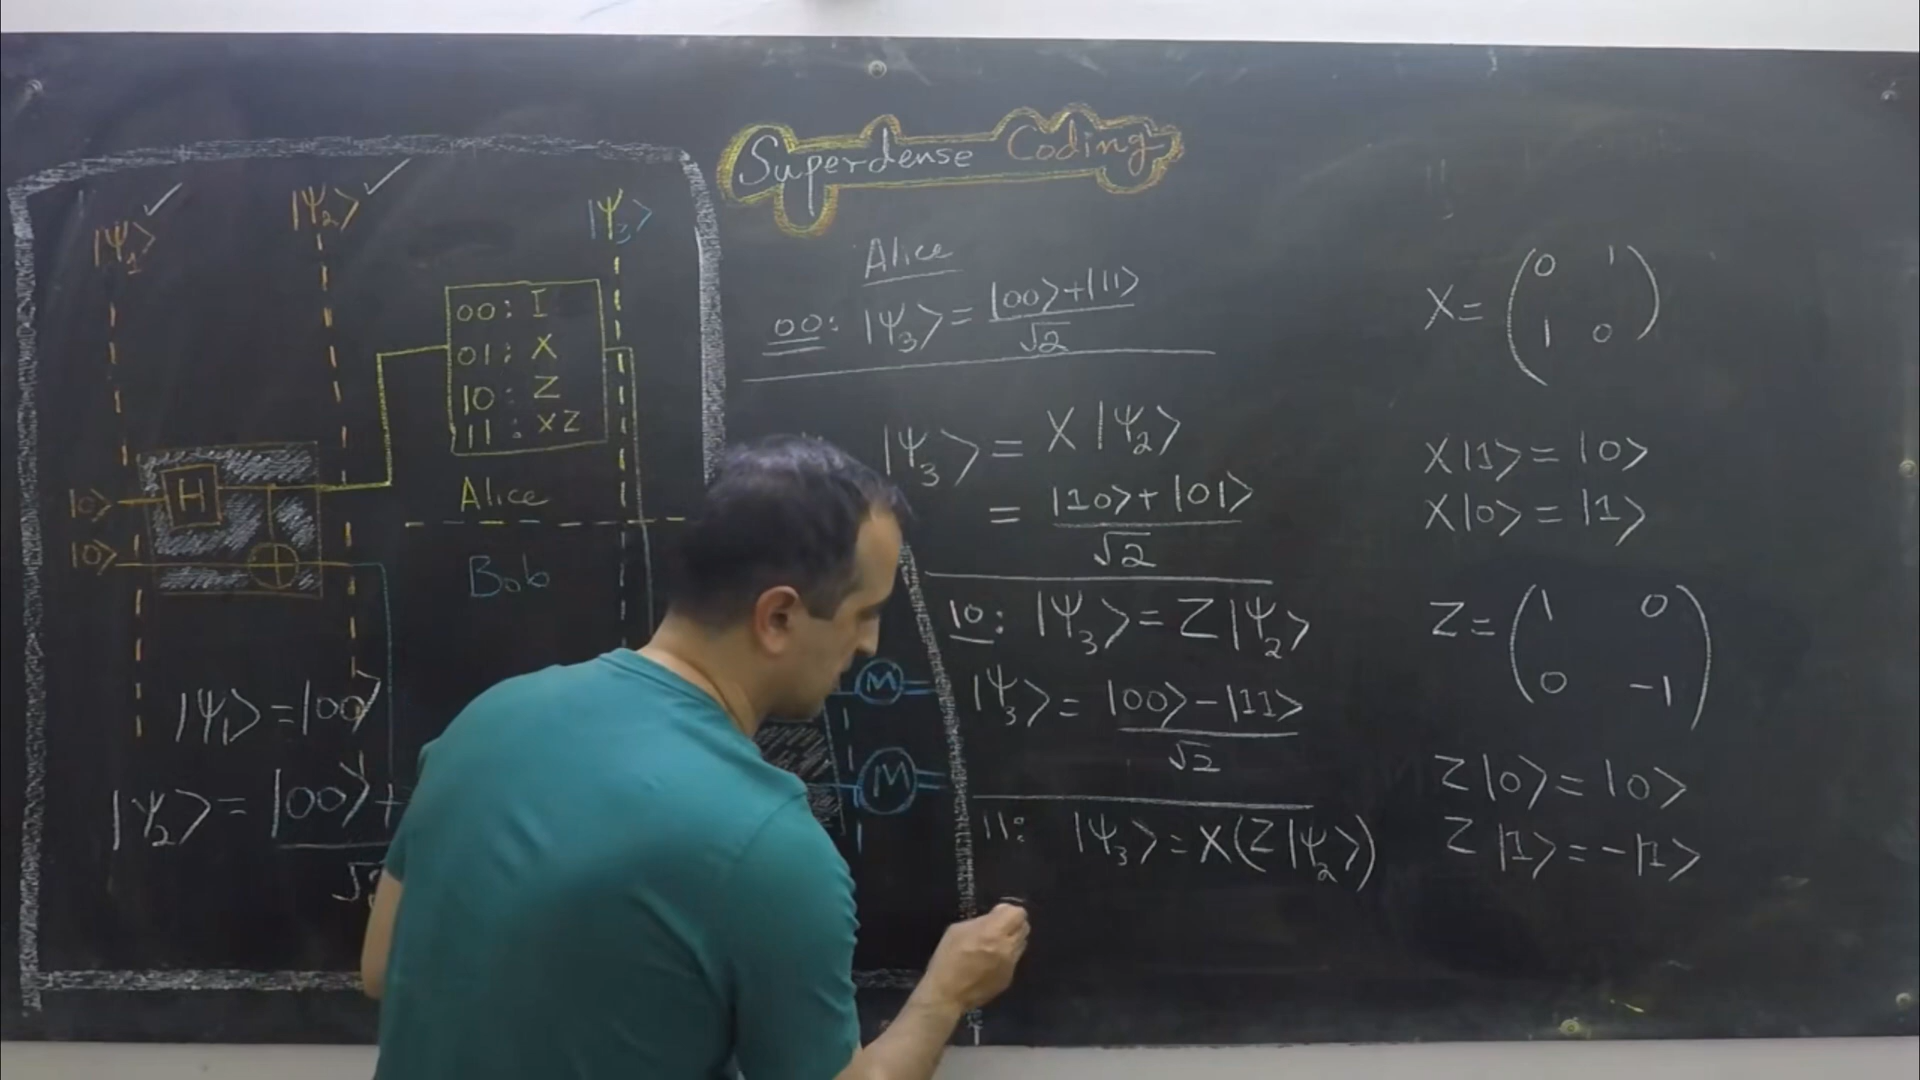 Superdense Coding
|Ψ₁⟩ ✓
|Ψ₂⟩ ✓
|Ψ₃⟩
00: I
01: X
10: Z
11: XZ
|0⟩ H
|0⟩
Alice
Bob
M
M
|Ψ₁⟩ = |00⟩
|Ψ₂⟩ = |00⟩ +
Alice
00: |Ψ₃⟩ = |00⟩+|11⟩ / √2
|Ψ₃⟩ = X|Ψ₂⟩
= |10⟩+|01⟩ / √2
10: |Ψ₃⟩ = Z|Ψ₂⟩
|Ψ₃⟩ = |00⟩-|11⟩ / √2
11: |Ψ₃⟩ = X(Z|Ψ₂⟩)
X = (0 1
1 0)
X|1⟩ = |0⟩
X|0⟩ = |1⟩
Z = (1 0
0 -1)
Z|0⟩ = |0⟩
Z|1⟩ = -|1⟩